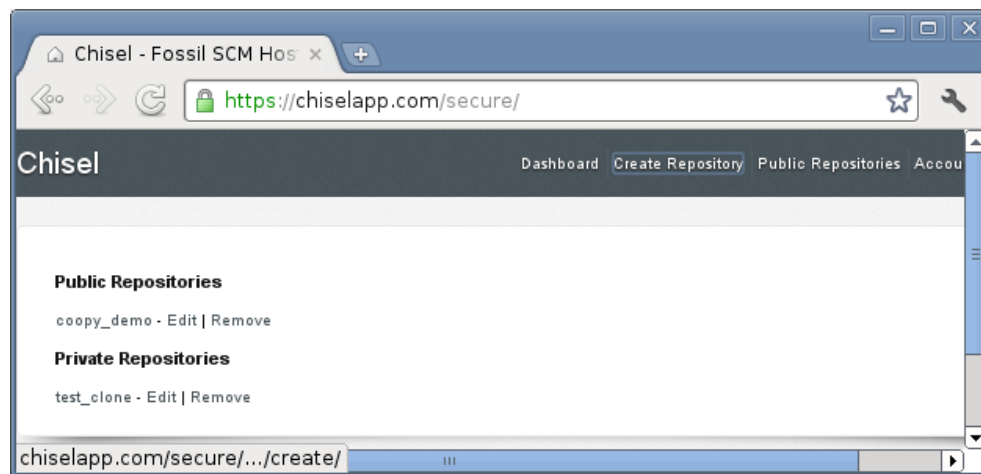 Chisel - Fossil SCM Hos
https://chiselapp.com/secure/
Chisel
Dashboard Create Repository Public Repositories Accou
Public Repositories
coopy_demo - Edit | Remove
Private Repositories
test_clone - Edit | Remove
chiselapp.com/secure/.../create/